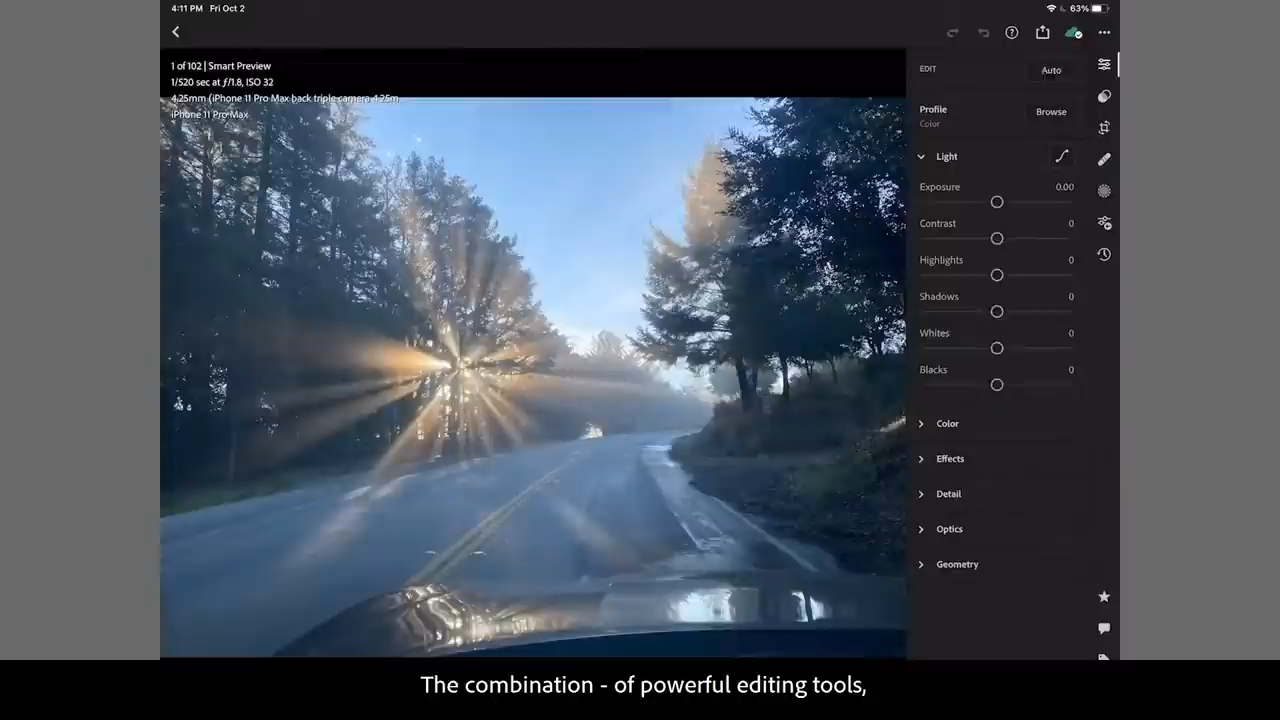 4:11 PM Fri Oct 2
63%
1 of 102 | Smart Preview
1/520 sec at ƒ/1.8, ISO 32
4.25mm (iPhone 11 Pro Max back triple camera 4.25m
iPhone 11 Pro Max
EDIT
Auto
Profile
Browse
Color
Light
Exposure 0.00
Contrast 0
Highlights 0
Shadows 0
Whites 0
Blacks 0
Color
Effects
Detail
Optics
Geometry
The combination - of powerful editing tools,